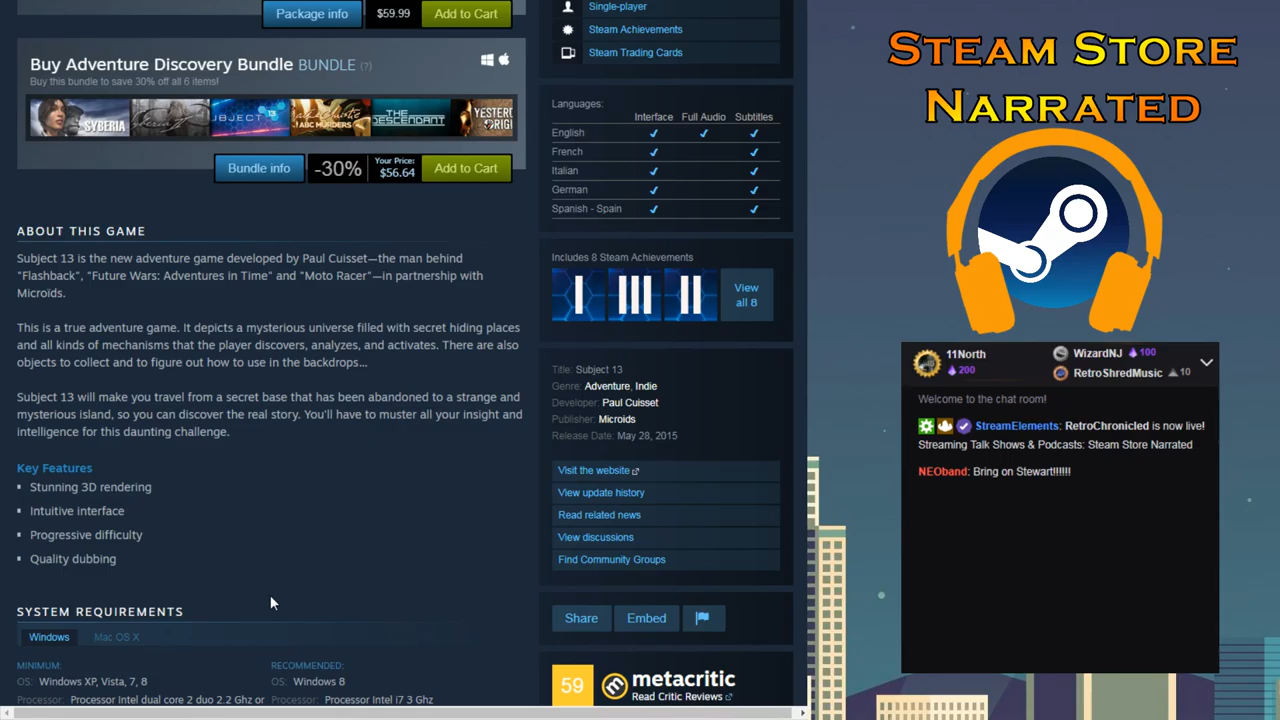 Package info
$59.99
Add to Cart
Buy Adventure Discovery Bundle BUNDLE (?)
Buy this bundle to save 30% off all 6 items!
SYBERIA
BJECT
ABC MURDERS
THE DESCENDANT
YESTER
ORIGI
Bundle info
-30%
Your Price:
$56.64
Add to Cart
ABOUT THIS GAME
Subject 13 is the new adventure game developed by Paul Cuisset—the man behind
"Flashback", "Future Wars: Adventures in Time" and "Moto Racer"—in partnership with
Microïds.
This is a true adventure game. It depicts a mysterious universe filled with secret hiding places
and all kinds of mechanisms that the player discovers, analyzes, and activates. There are also
objects to collect and to figure out how to use in the backdrops...
Subject 13 will make you travel from a secret base that has been abandoned to a strange and
mysterious island, so you can discover the real story. You'll have to muster all your insight and
intelligence for this daunting challenge.
Key Features
Stunning 3D rendering
Intuitive interface
Progressive difficulty
Quality dubbing
SYSTEM REQUIREMENTS
Windows
Mac OS X
MINIMUM:
OS: Windows XP, Vista, 7, 8
Processor: Processor Intel dual core 2 duo 2.2 Ghz or
RECOMMENDED:
OS: Windows 8
Processor: Processor Intel i7 3 Ghz
Single-player
Steam Achievements
Steam Trading Cards
Languages:
Interface Full Audio Subtitles
English ✓ ✓ ✓
French ✓ ✓
Italian ✓ ✓
German ✓ ✓
Spanish - Spain ✓ ✓
Includes 8 Steam Achievements
I
III
II
View
all 8
Title: Subject 13
Genre: Adventure, Indie
Developer: Paul Cuisset
Publisher: Microids
Release Date: May 28, 2015
Visit the website
View update history
Read related news
View discussions
Find Community Groups
Share
Embed
59
metacritic
Read Critic Reviews
STEAM STORE
NARRATED
11North
200
WizardNJ 100
RetroShredMusic 10
Welcome to the chat room!
StreamElements: RetroChronicled is now live!
Streaming Talk Shows & Podcasts: Steam Store Narrated
NEOband: Bring on Stewart!!!!!!